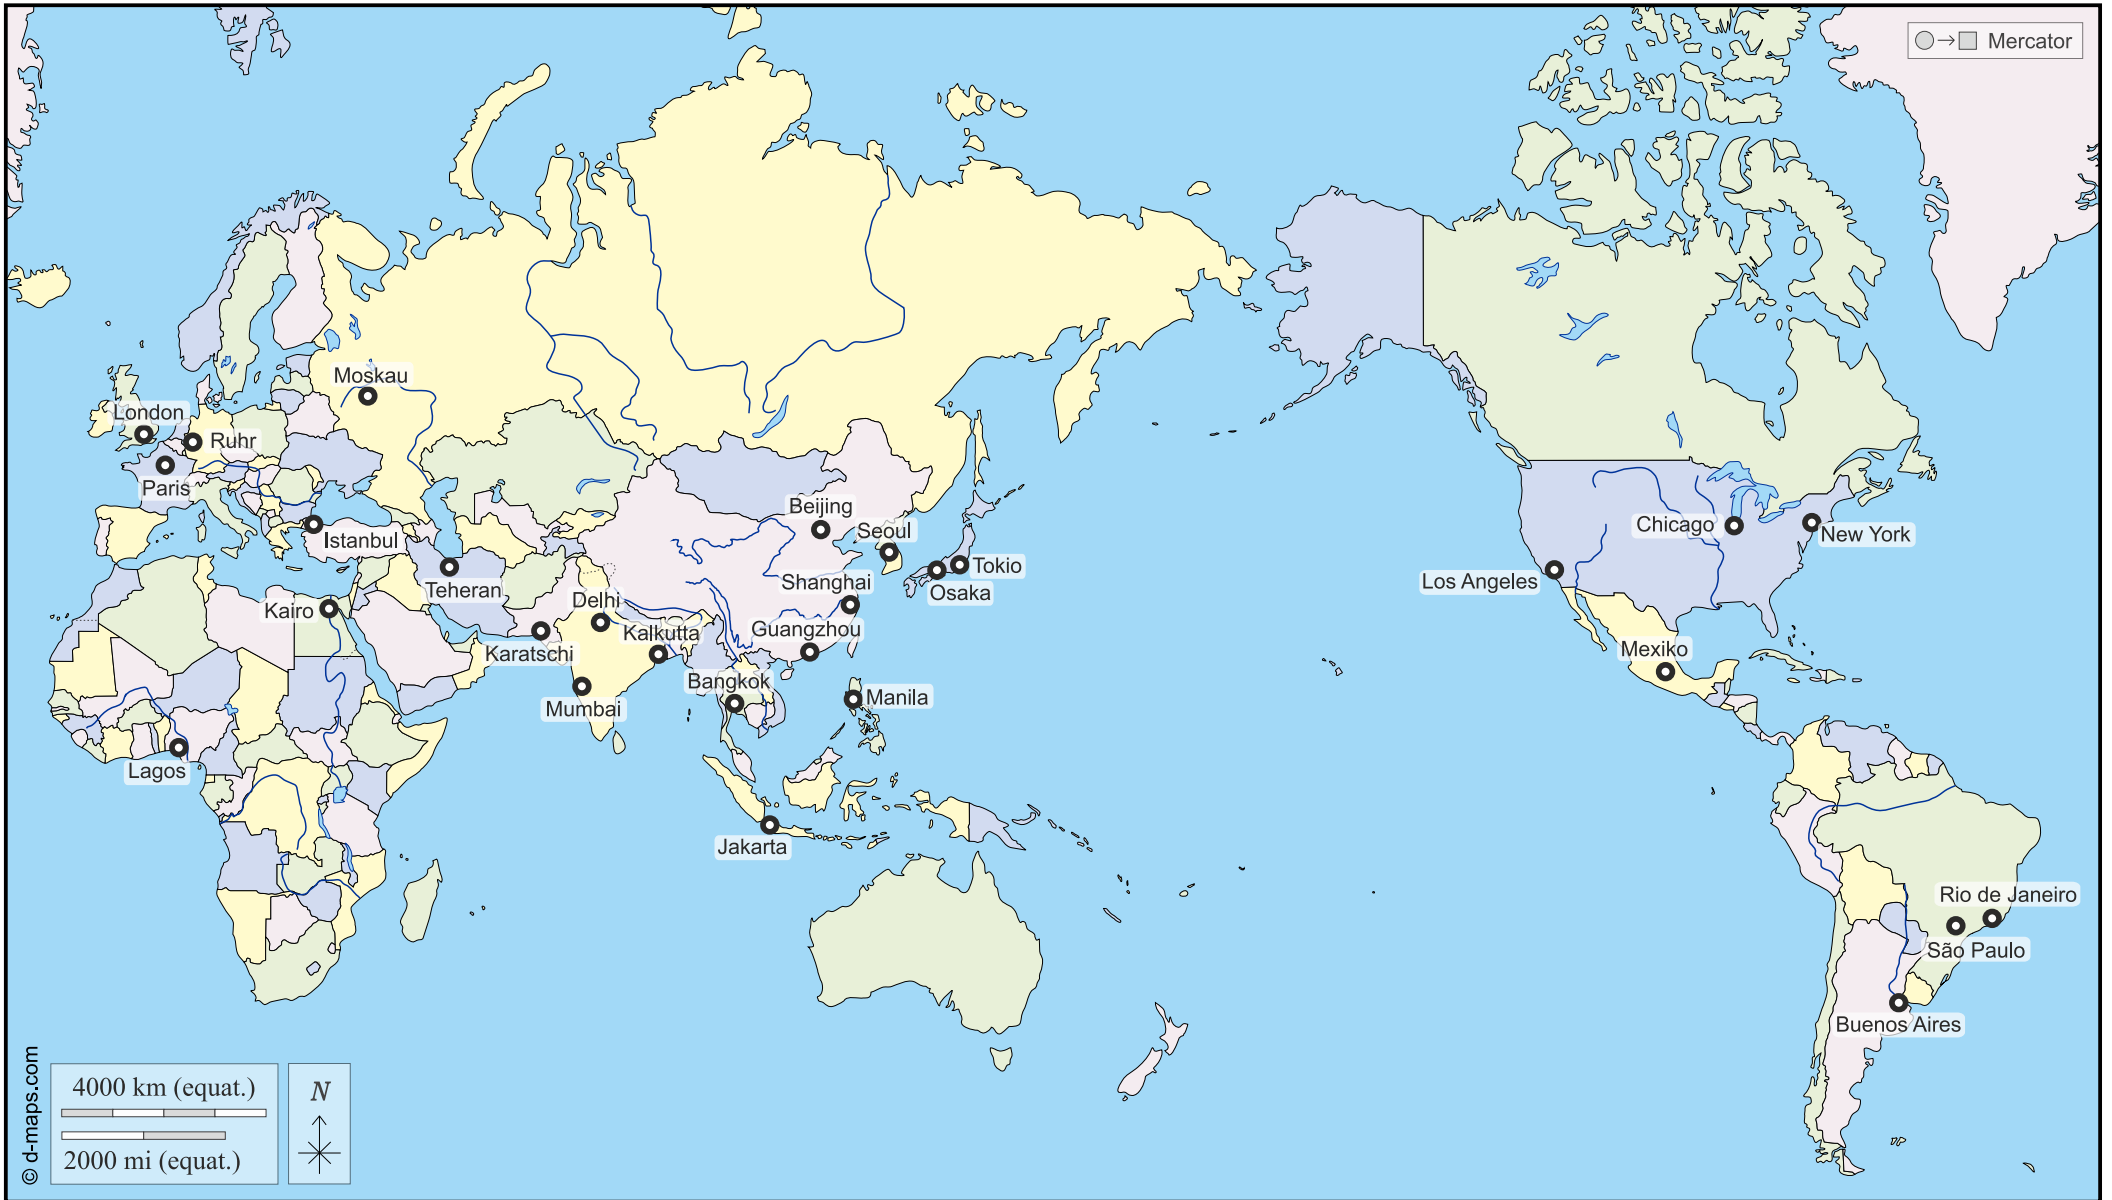 Mercator
Moskau
London
Ruhr
Paris
Istanbul
Beijing
Seoul
Chicago
New York
Tokio
Osaka
Shanghai
Teheran
Los Angeles
Delhi
Kairo
Kalkutta
Guangzhou
Karatschi
Mexiko
Bangkok
Manila
Mumbai
Lagos
Jakarta
Rio de Janeiro
São Paulo
Buenos Aires
4000 km (equat.)
2000 mi (equat.)
N
© d-maps.com